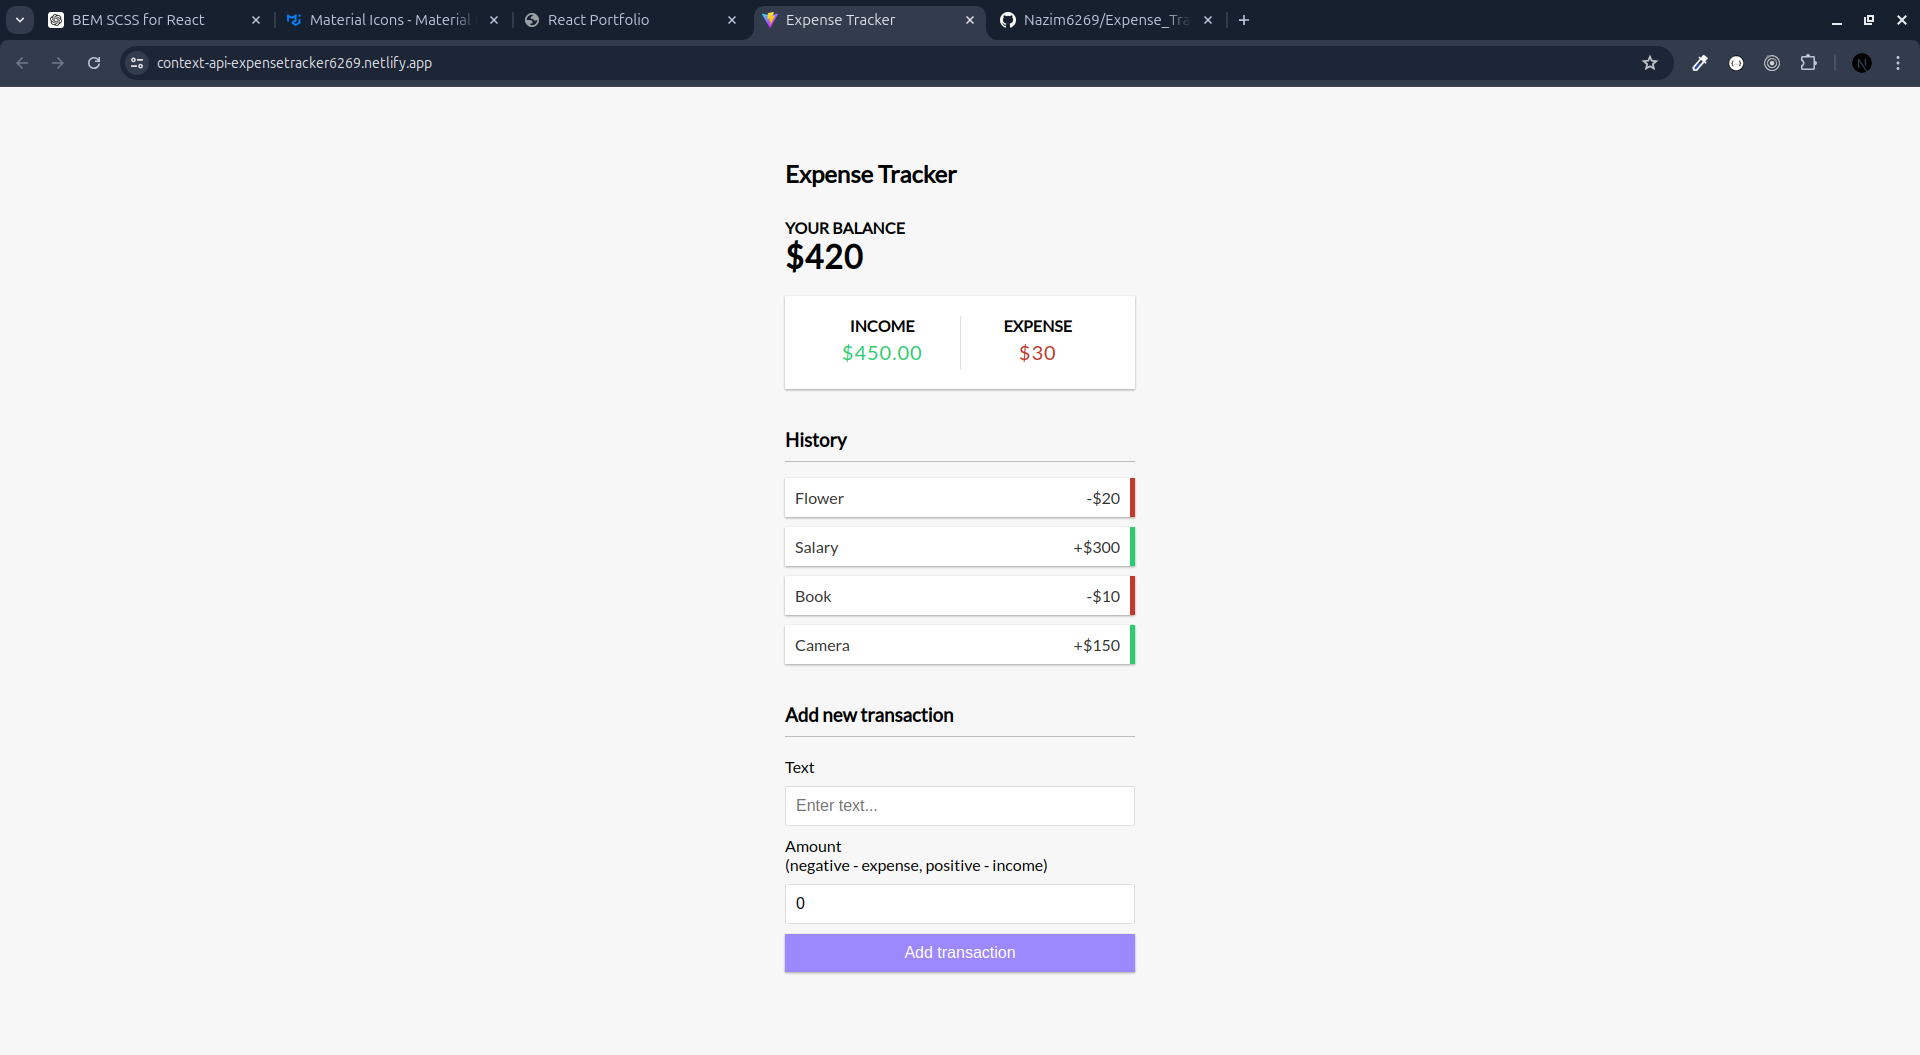 BEM SCSS for React
Material Icons - Material
React Portfolio
Expense Tracker
Nazim6269/Expense_Tra
context-api-expensetracker6269.netlify.app
N
Expense Tracker
YOUR BALANCE
$420
INCOME
EXPENSE
$450.00
$30
History
Flower
-$20
Salary
+$300
Book
-$10
Camera
+$150
Add new transaction
Text
Enter text...
Amount
(negative - expense, positive - income)
0
Add transaction